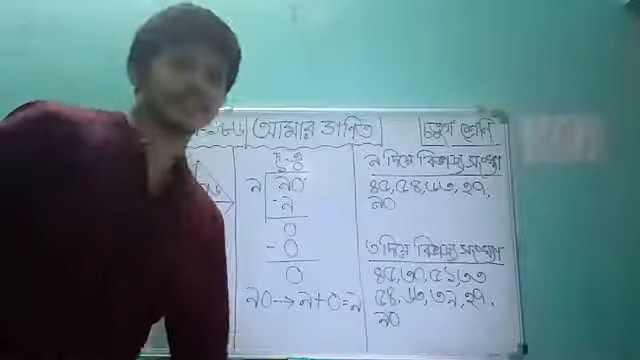 আমার গণিত
চতুর্থ শ্রেণি
৯ ৯০
-৯
০
-০
০
৯০→৯+০=৯
৯ দিয়ে বিভাজ্য সংখ্যা
৪৫,৫৪,৬৩,২৭,
৯০
৩ দিয়ে বিভাজ্য সংখ্যা
৪৫,৩০,৫১,৩৩
৫৪,৬৩,৩৯,২৭,
৯০